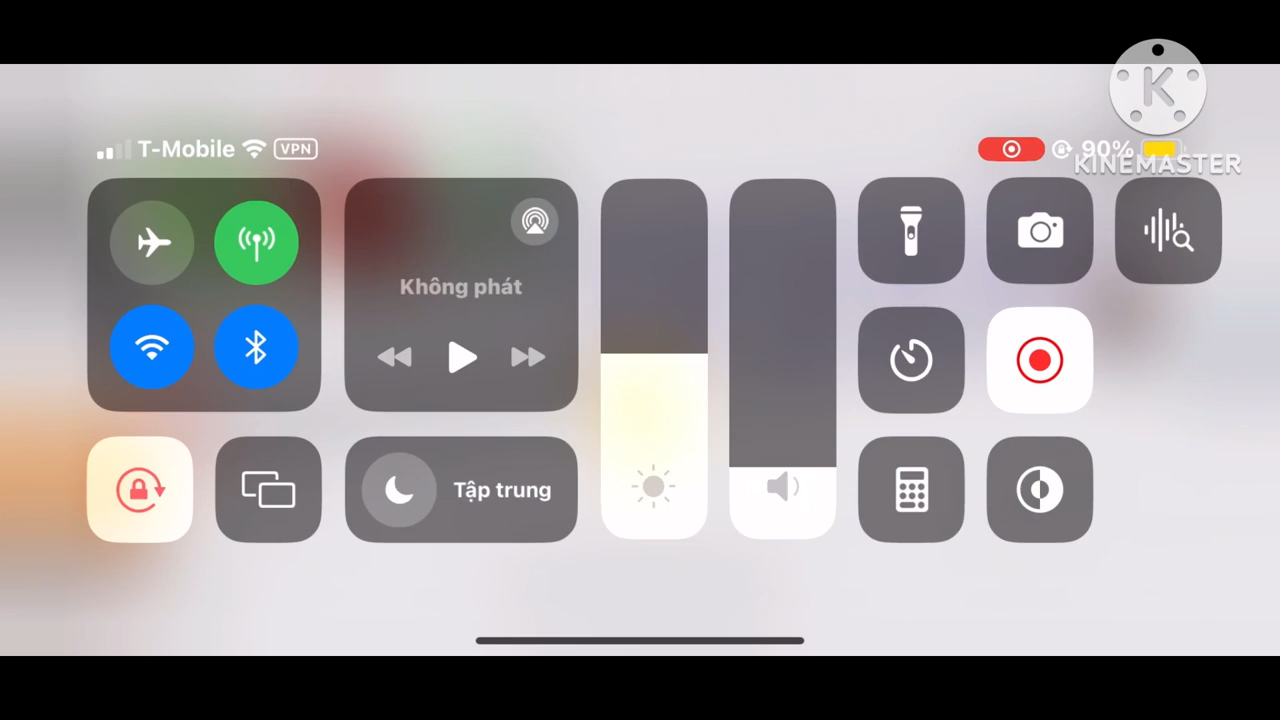 T-Mobile VPN
90%
K
KINEMASTER
Không phát
Tập trung